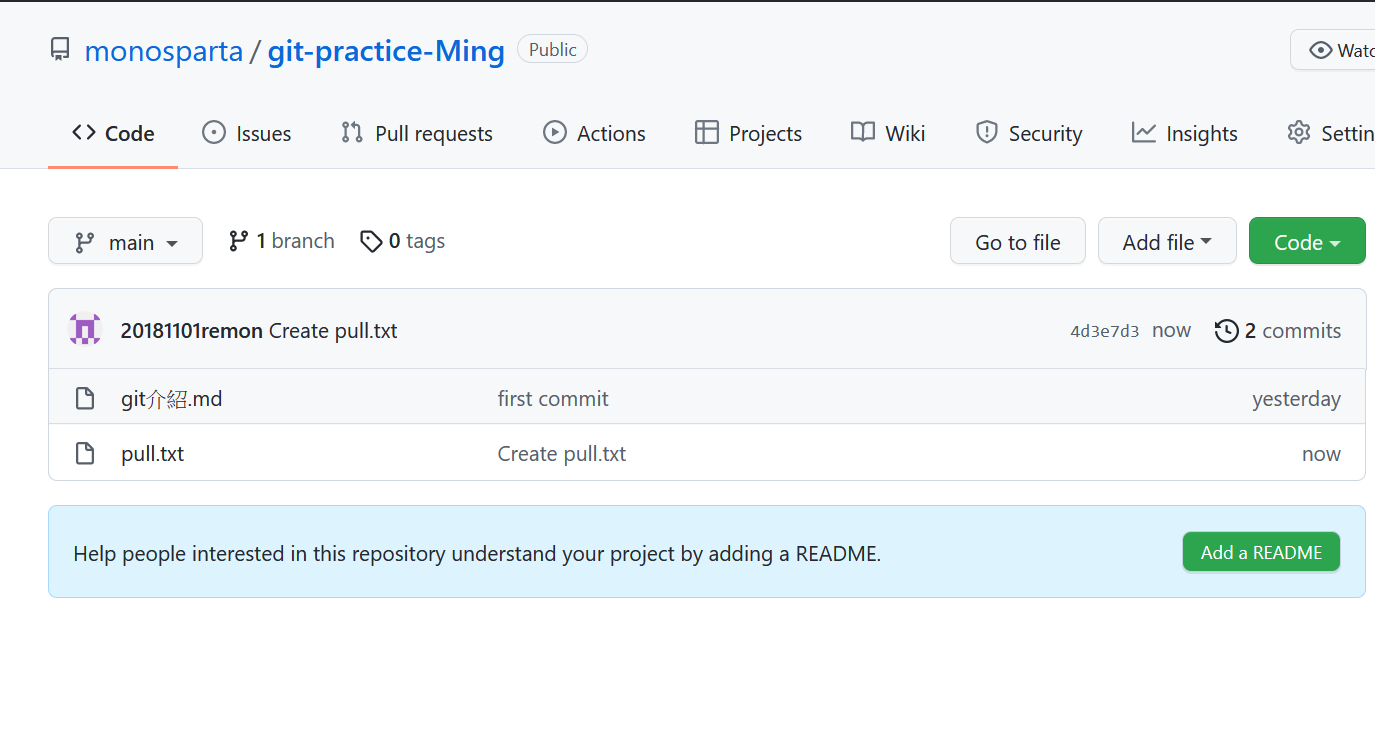 monosparta / git-practice-Ming Public Watc
Code Issues Pull requests Actions Projects Wiki Security Insights Settin
main 1 branch 0 tags Go to file Add file Code
20181101remon Create pull.txt 4d3e7d3 now 2 commits
git介紹.md first commit yesterday
pull.txt Create pull.txt now
Help people interested in this repository understand your project by adding a README. Add a README